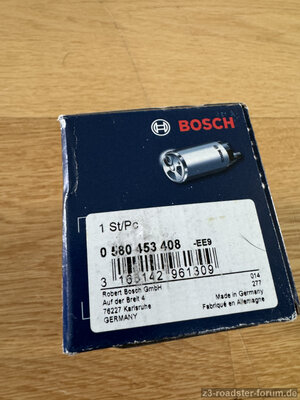 BOSCH
1 St/Pc
0 580 453 408 -EE9
3 165142 961309
014
277
Robert Bosch GmbH
Auf der Breit 4
76227 Karlsruhe
GERMANY
Made in Germany
Fabriqué en Allemagne
z3-roadster-forum.de